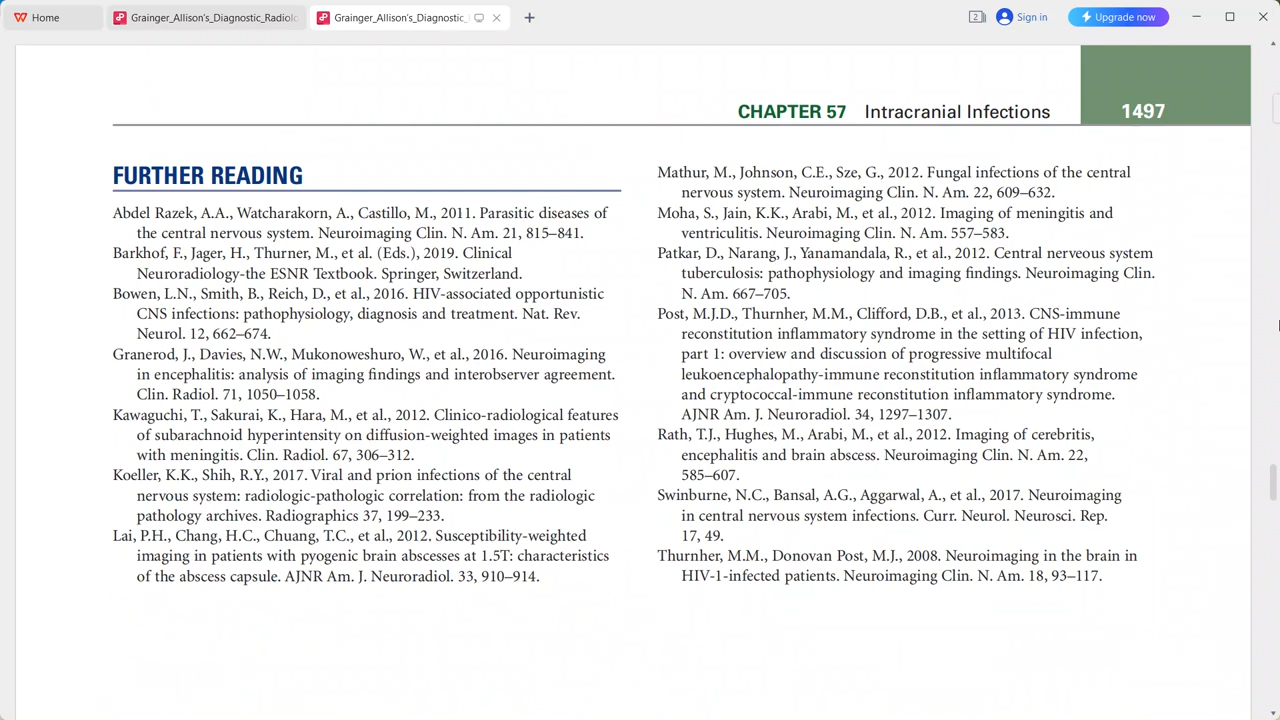 Home
Grainger_Allison's_Diagnostic_Radiolo
Grainger_Allison's_Diagnostic_
2
Sign in
Upgrade now
CHAPTER 57 Intracranial Infections 1497
FURTHER READING
Abdel Razek, A.A., Watcharakorn, A., Castillo, M., 2011. Parasitic diseases of
the central nervous system. Neuroimaging Clin. N. Am. 21, 815–841.
Barkhof, F., Jager, H., Thurner, M., et al. (Eds.), 2019. Clinical
Neuroradiology-the ESNR Textbook. Springer, Switzerland.
Bowen, L.N., Smith, B., Reich, D., et al., 2016. HIV-associated opportunistic
CNS infections: pathophysiology, diagnosis and treatment. Nat. Rev.
Neurol. 12, 662–674.
Granerod, J., Davies, N.W., Mukonoweshuro, W., et al., 2016. Neuroimaging
in encephalitis: analysis of imaging findings and interobserver agreement.
Clin. Radiol. 71, 1050–1058.
Kawaguchi, T., Sakurai, K., Hara, M., et al., 2012. Clinico-radiological features
of subarachnoid hyperintensity on diffusion-weighted images in patients
with meningitis. Clin. Radiol. 67, 306–312.
Koeller, K.K., Shih, R.Y., 2017. Viral and prion infections of the central
nervous system: radiologic-pathologic correlation: from the radiologic
pathology archives. Radiographics 37, 199–233.
Lai, P.H., Chang, H.C., Chuang, T.C., et al., 2012. Susceptibility-weighted
imaging in patients with pyogenic brain abscesses at 1.5T: characteristics
of the abscess capsule. AJNR Am. J. Neuroradiol. 33, 910–914.
Mathur, M., Johnson, C.E., Sze, G., 2012. Fungal infections of the central
nervous system. Neuroimaging Clin. N. Am. 22, 609–632.
Moha, S., Jain, K.K., Arabi, M., et al., 2012. Imaging of meningitis and
ventriculitis. Neuroimaging Clin. N. Am. 557–583.
Patkar, D., Narang, J., Yanamandala, R., et al., 2012. Central nerveous system
tuberculosis: pathophysiology and imaging findings. Neuroimaging Clin.
N. Am. 667–705.
Post, M.J.D., Thurnher, M.M., Clifford, D.B., et al., 2013. CNS-immune
reconstitution inflammatory syndrome in the setting of HIV infection,
part 1: overview and discussion of progressive multifocal
leukoencephalopathy-immune reconstitution inflammatory syndrome
and cryptococcal-immune reconstitution inflammatory syndrome.
AJNR Am. J. Neuroradiol. 34, 1297–1307.
Rath, T.J., Hughes, M., Arabi, M., et al., 2012. Imaging of cerebritis,
encephalitis and brain abscess. Neuroimaging Clin. N. Am. 22,
585–607.
Swinburne, N.C., Bansal, A.G., Aggarwal, A., et al., 2017. Neuroimaging
in central nervous system infections. Curr. Neurol. Neurosci. Rep.
17, 49.
Thurnher, M.M., Donovan Post, M.J., 2008. Neuroimaging in the brain in
HIV-1-infected patients. Neuroimaging Clin. N. Am. 18, 93–117.